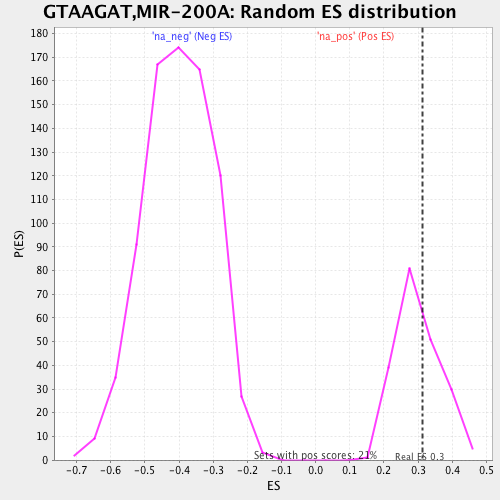 GTAAGAT,MIR-200A: Random ES distribution
'na_neg' (Neg ES)
'na_pos' (Pos ES)
180
170
160
150
140
130
120
110
100
90
80
70
60
50
40
30
20
10
0
P(ES)
Sets with pos scores: 21%
Real ES 0.3
-0.7 -0.6 -0.5 -0.4 -0.3 -0.2 -0.1 0.0 0.1 0.2 0.3 0.4 0.5
ES